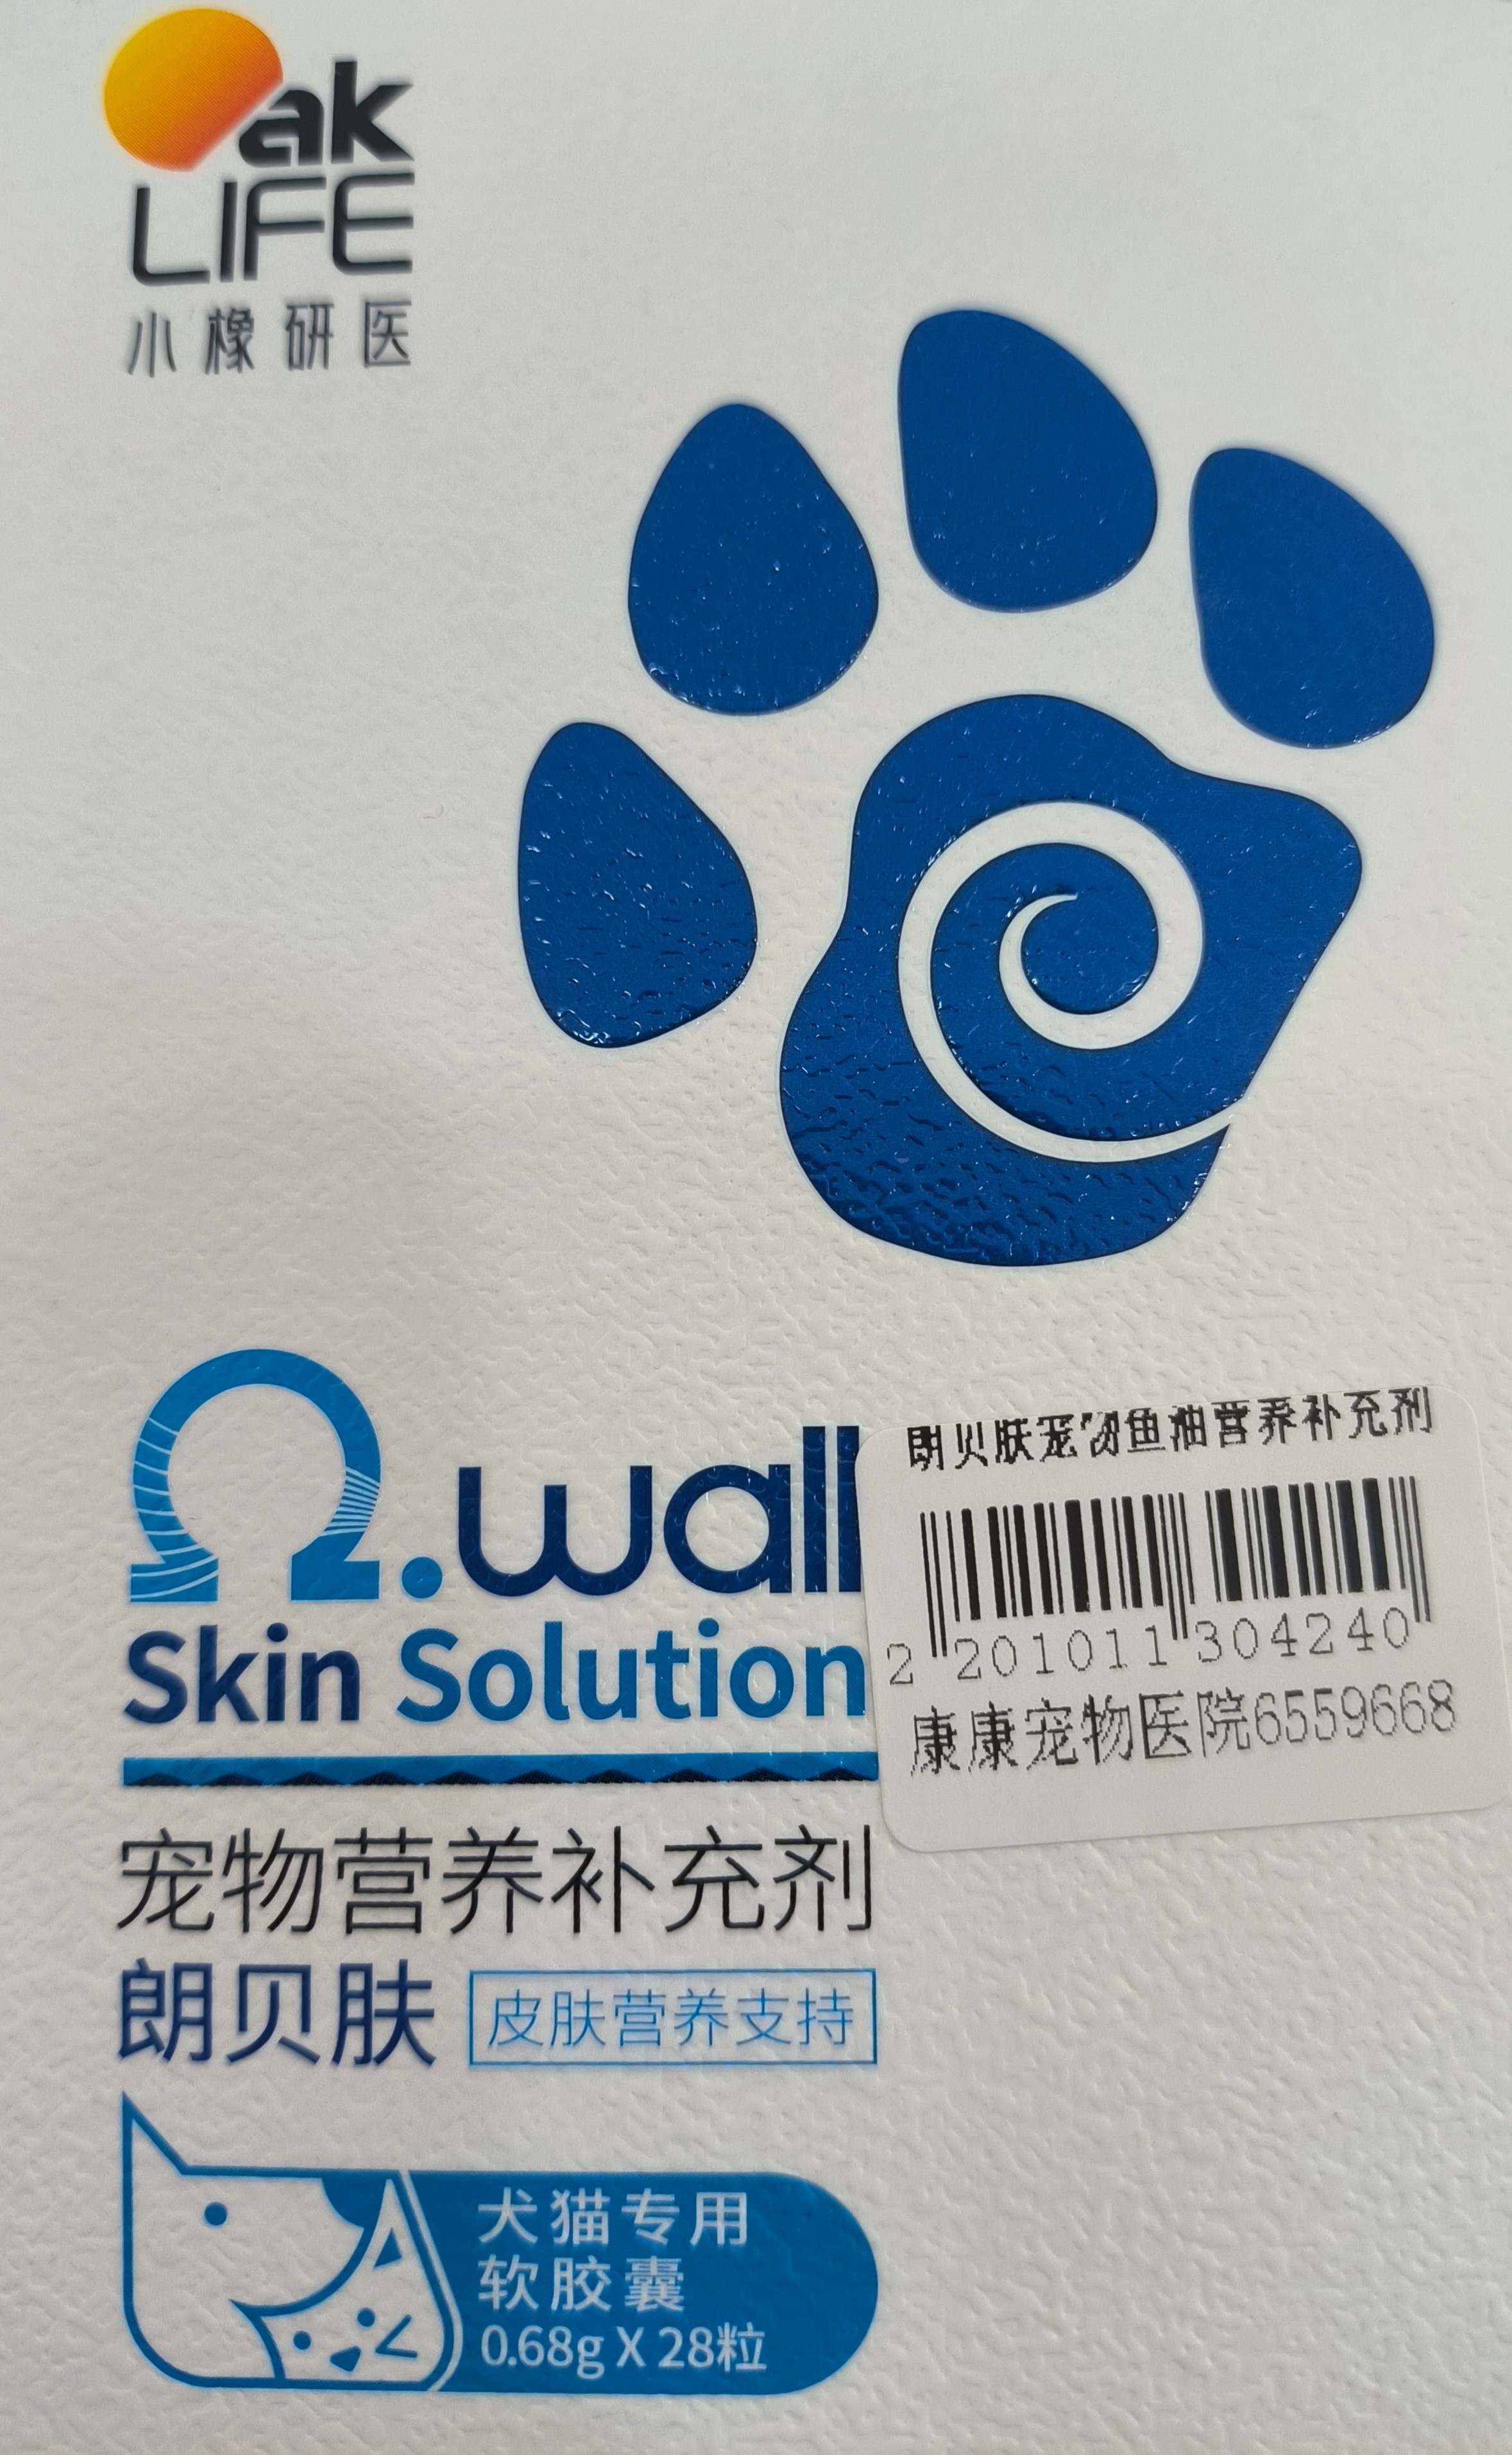 Oak
LIFE
小橡研医
Ω.wall
Skin Solution
朗贝肤宠物鱼油营养补充剂
2 201011 304240
康康宠物医院6559668
宠物营养补充剂
朗贝肤 皮肤营养支持
犬猫专用
软胶囊
0.68g X 28粒